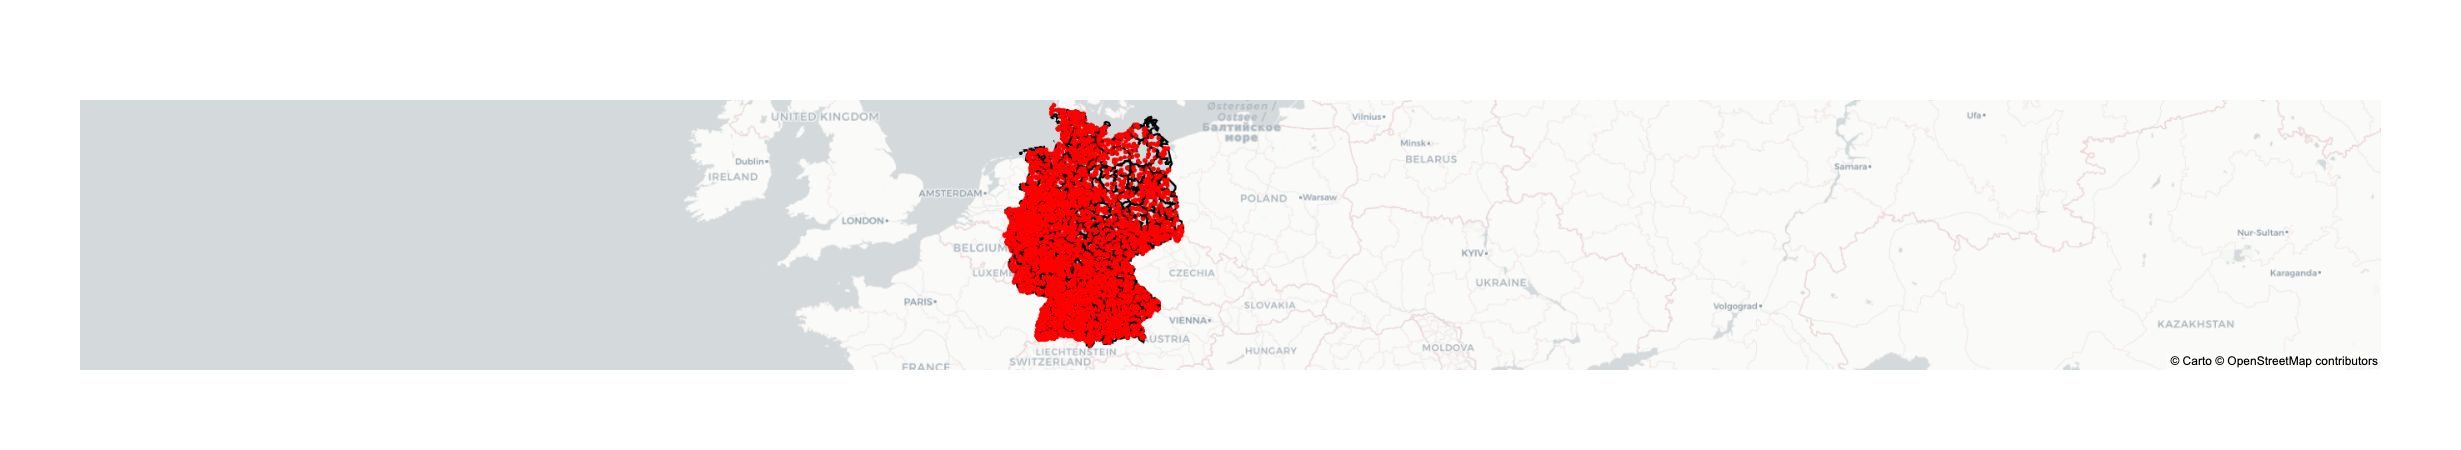 Østersøen /
Ostsee /
Балтийское
море
UNITED KINGDOM
Vilnius
Ufa
Minsk
BELARUS
Dublin
IRELAND
Samara
AMSTERDAM
POLAND
Warsaw
LONDON
Nur-Sultan
BELGIUM
KYIV
LUXEM
CZECHIA
Karaganda
UKRAINE
PARIS
SLOVAKIA
Volgograd
VIENNA
KAZAKHSTAN
AUSTRIA
MOLDOVA
LIECHTENSTEIN
HUNGARY
SWITZERLAND
FRANCE
© Carto © OpenStreetMap contributors